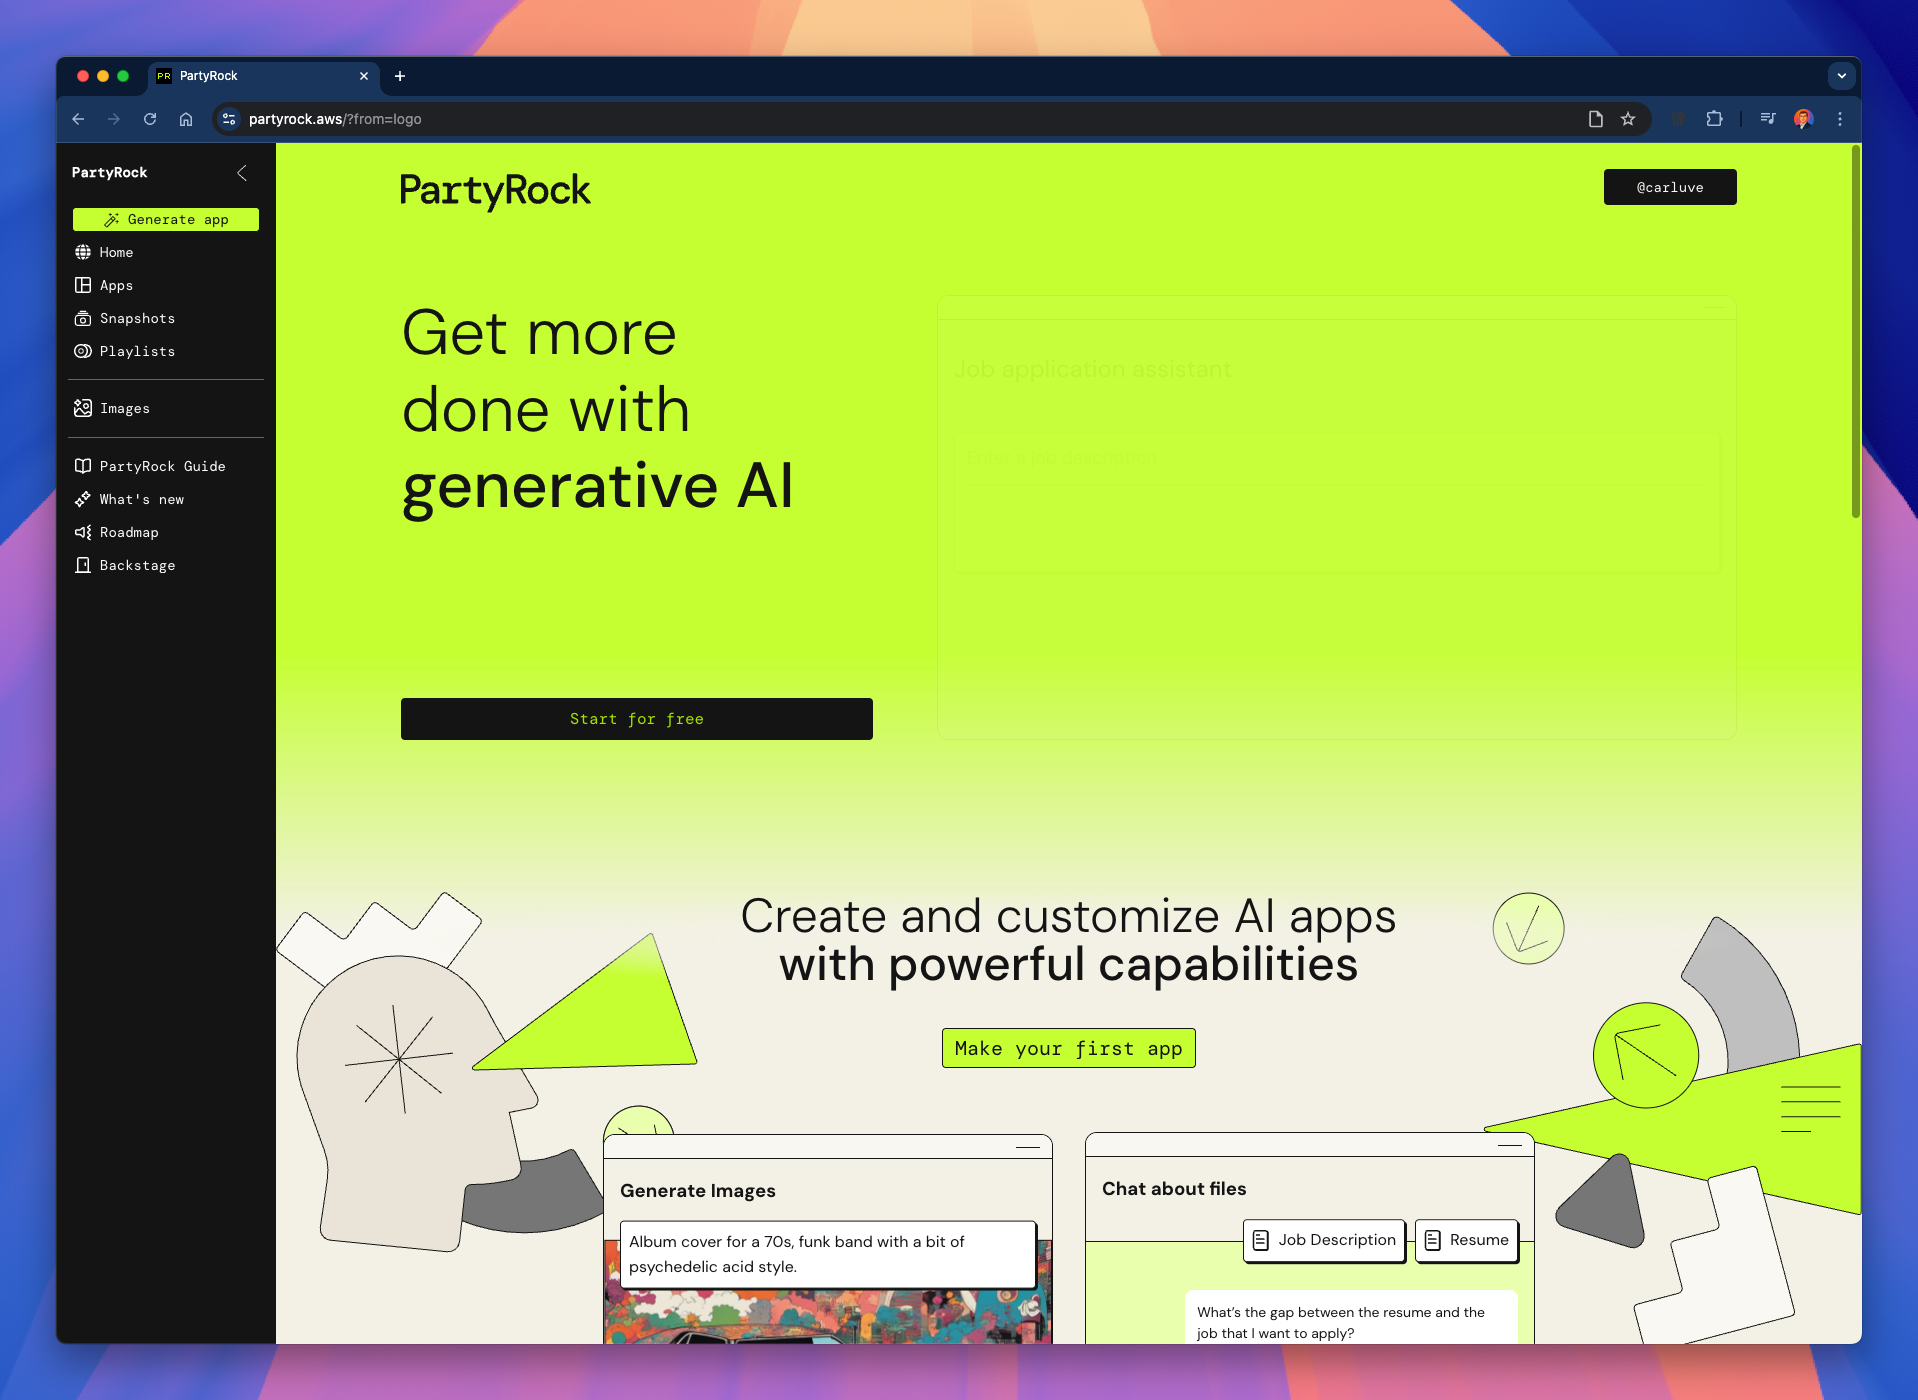 PR PartyRock
partyrock.aws/?from=logo
PartyRock
Generate app
Home
Apps
Snapshots
Playlists
Images
PartyRock Guide
What's new
Roadmap
Backstage
PartyRock
@carluve
Get more
done with
generative AI
Start for free
Job application assistant
Enter a job description
Create and customize AI apps
with powerful capabilities
Make your first app
Generate Images
Album cover for a 70s, funk band with a bit of
psychedelic acid style.
Chat about files
Job Description
Resume
What's the gap between the resume and the
job that I want to apply?